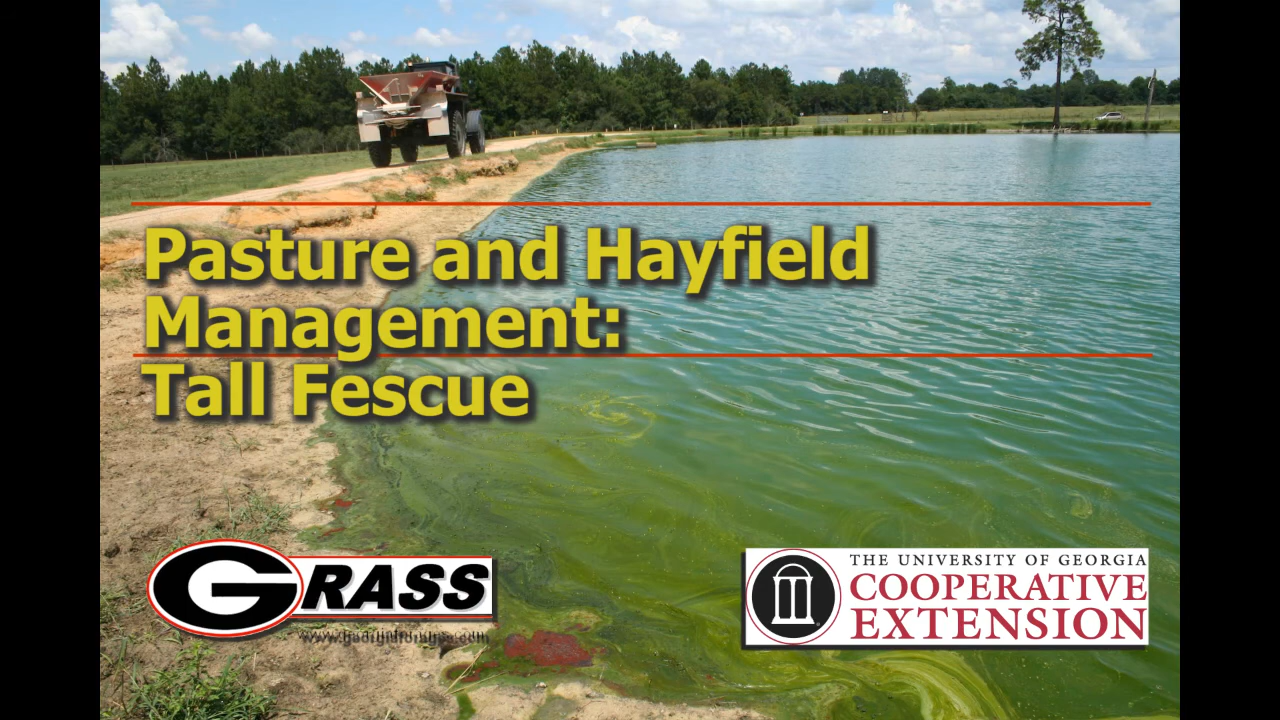 Pasture and Hayfield
Management:
Tall Fescue
GRASS
THE UNIVERSITY OF GEORGIA
COOPERATIVE
EXTENSION